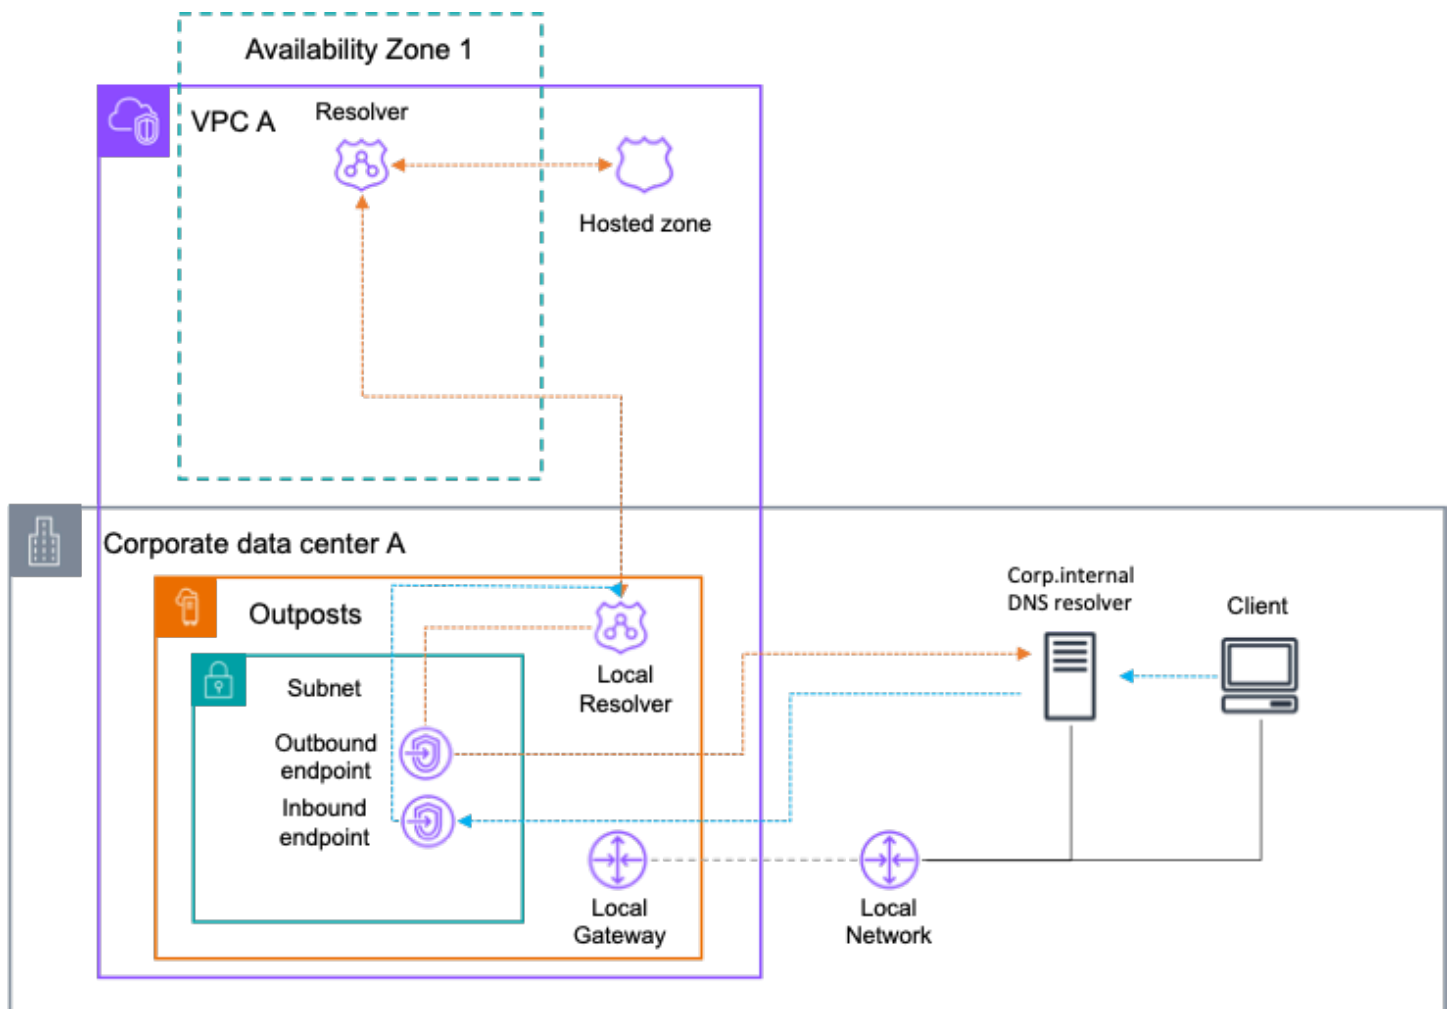 Availability Zone 1
VPC A
Resolver
Hosted zone
Corporate data center A
Outposts
Corp.internal
DNS resolver
Client
Subnet
Local
Resolver
Outbound
endpoint
Inbound
endpoint
Local
Gateway
Local
Network